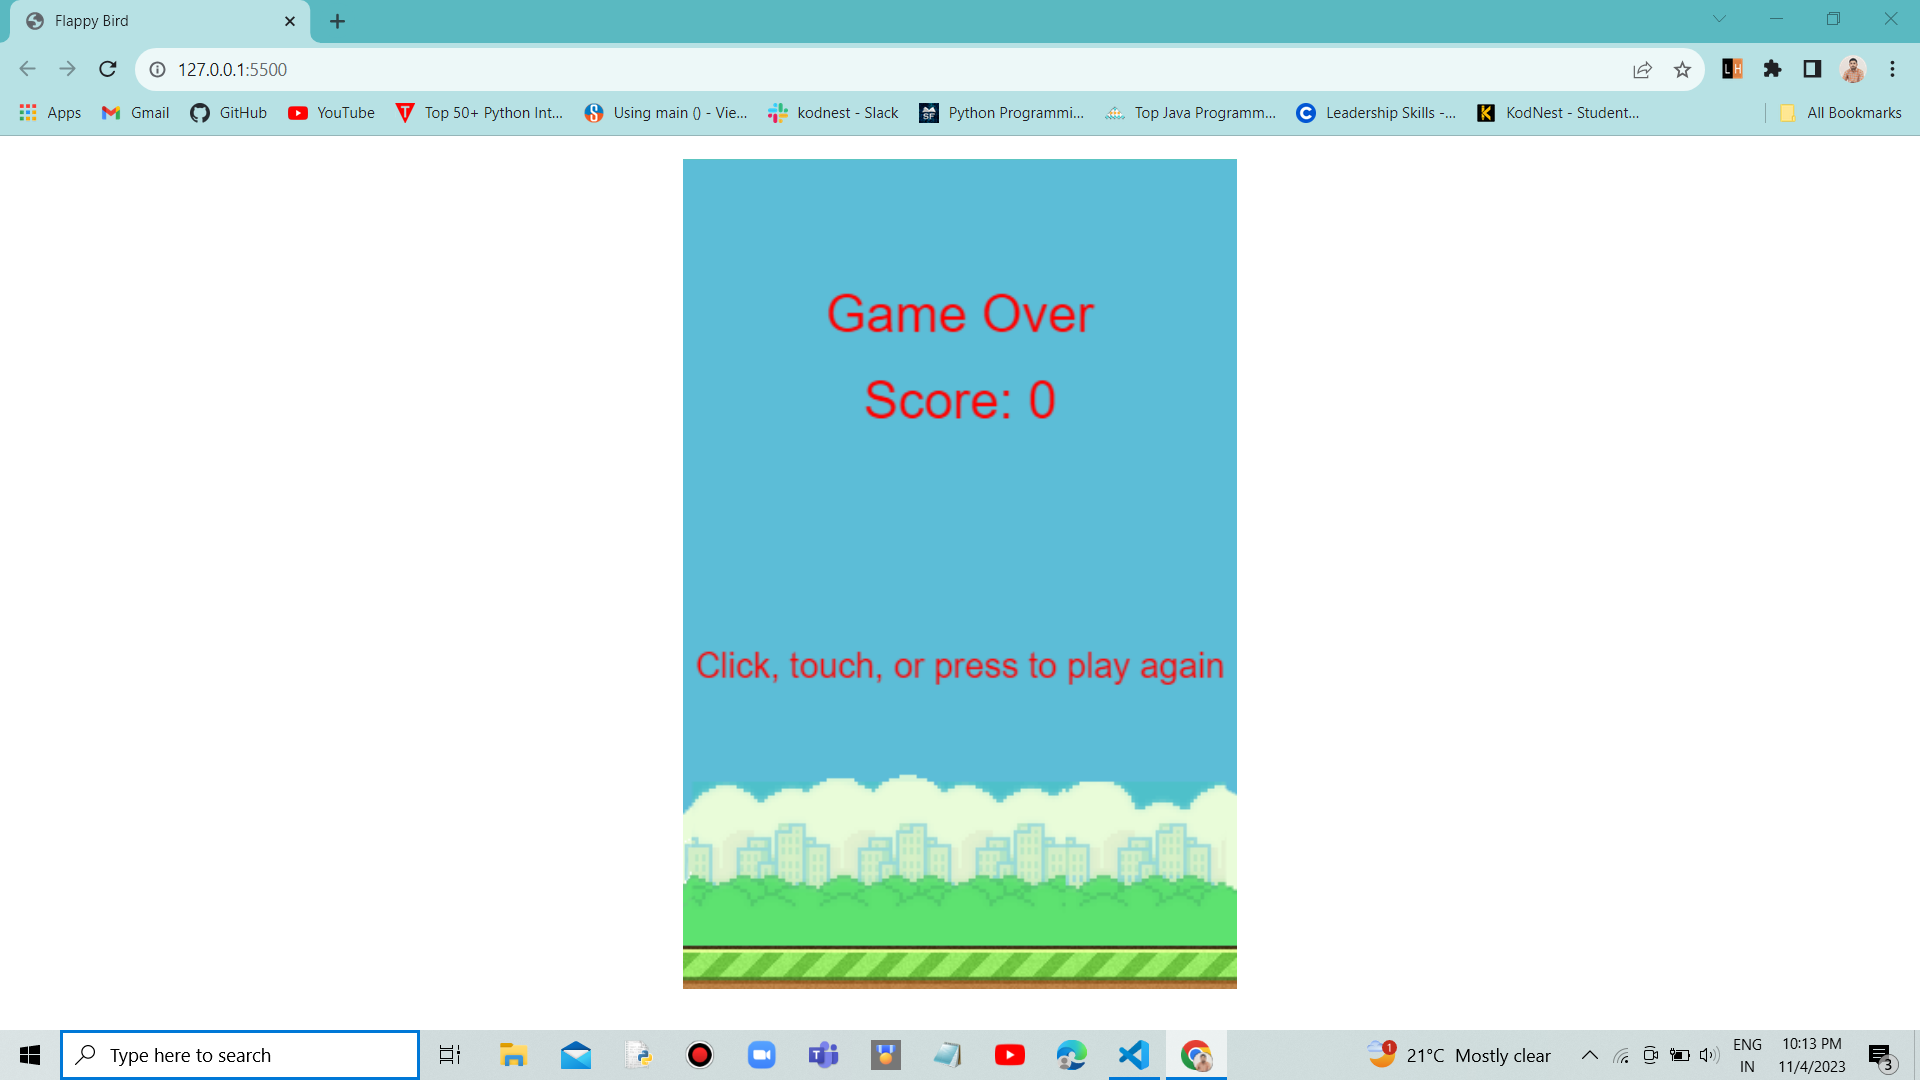 Flappy Bird
127.0.0.1:5500
Apps Gmail GitHub YouTube Top 50+ Python Int... Using main () - Vie... kodnest - Slack Python Programmi... Top Java Programm... Leadership Skills -... KodNest - Student... All Bookmarks
LH
Game Over
Score: 0
Click, touch, or press to play again
Type here to search
1
21°C Mostly clear
ENG
IN
10:13 PM
11/4/2023
3